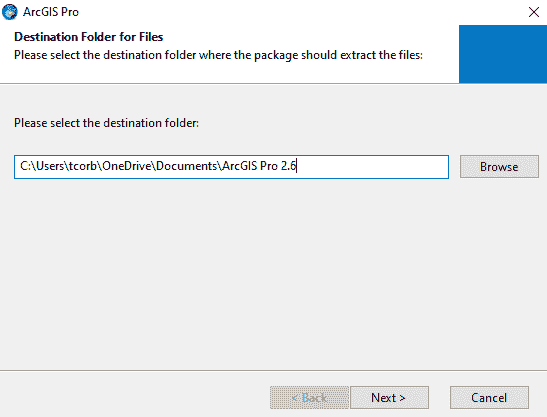 ArcGIS Pro
Destination Folder for Files
Please select the destination folder where the package should extract the files:
Please select the destination folder:
C:\Users\tcorb\OneDrive\Documents\ArcGIS Pro 2.6
Browse
< Back
Next >
Cancel